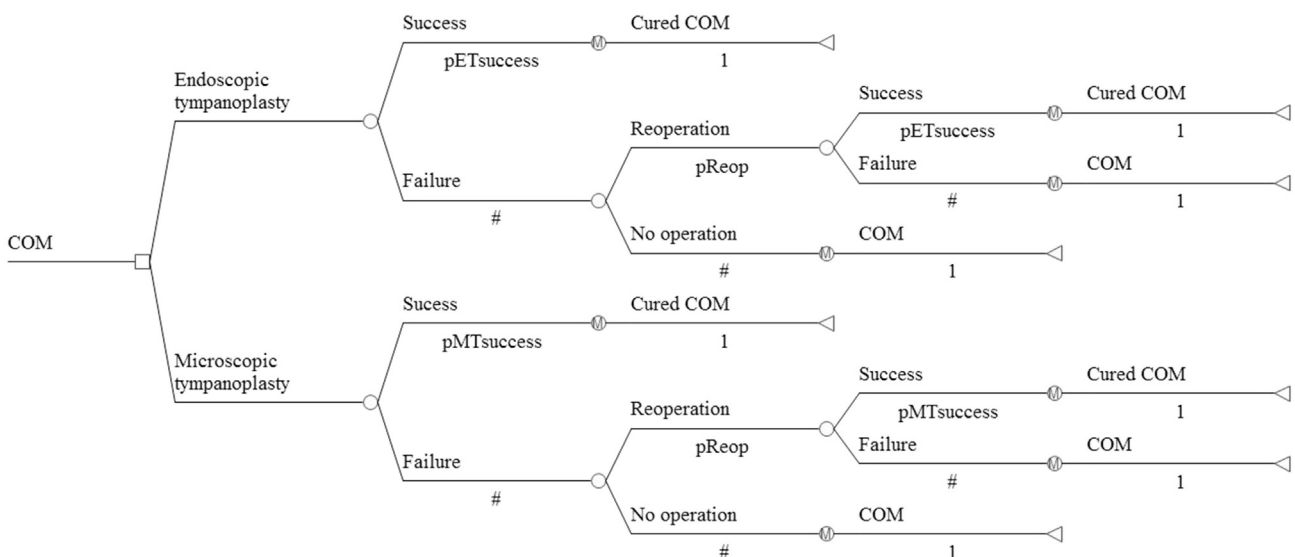 Success
Cured COM
M
pETsuccess
1
Endoscopic
tympanoplasty
Success
Cured COM
M
pETsuccess
1
Reoperation
pReop
Failure
COM
M
#
1
Failure
#
No operation
COM
M
#
1
COM
Sucess
Cured COM
M
pMTsuccess
1
Microscopic
tympanoplasty
Success
Cured COM
M
pMTsuccess
1
Reoperation
pReop
Failure
COM
M
#
1
Failure
#
No operation
COM
M
#
1